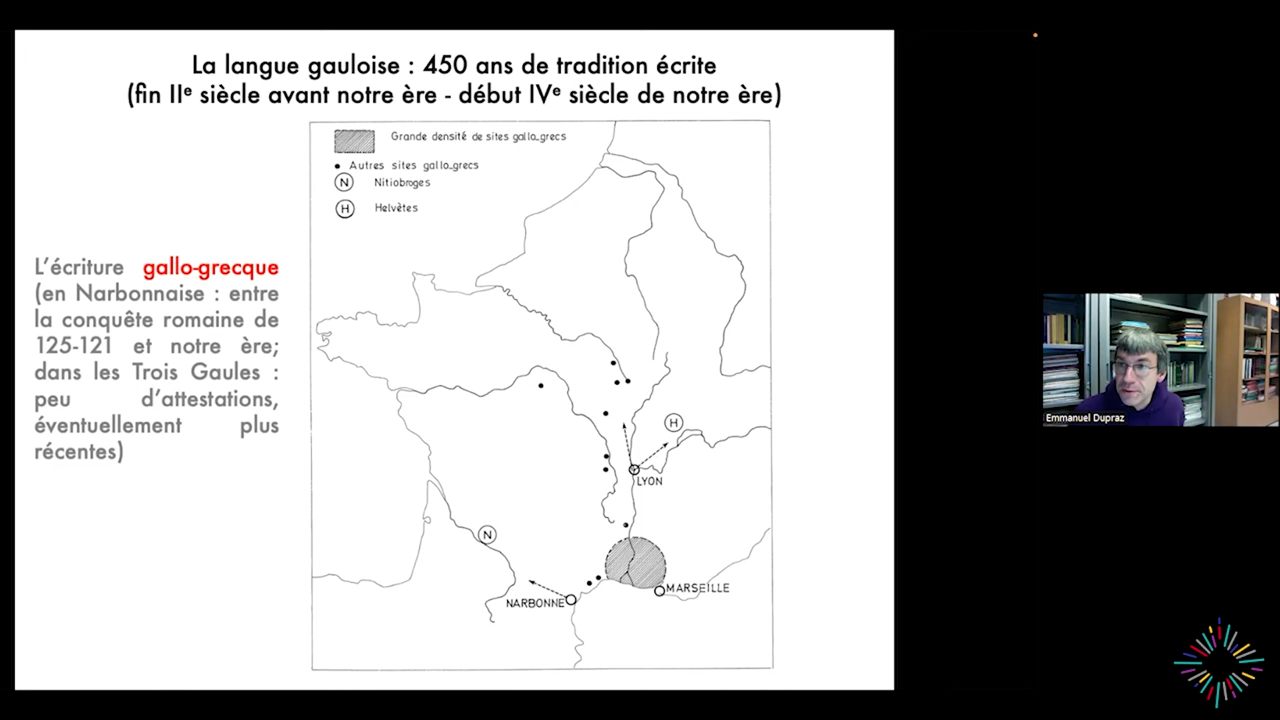 La langue gauloise : 450 ans de tradition écrite
(fin IIᵉ siècle avant notre ère - début IVᵉ siècle de notre ère)
Grande densité de sites gallo_grecs
Autres sites gallo_grecs
N Nitiobroges
H Helvètes
L'écriture gallo-grecque
(en Narbonnaise : entre
la conquête romaine de
125-121 et notre ère;
dans les Trois Gaules :
peu d'attestations,
éventuellement plus
récentes)
H
LYON
N
MARSEILLE
NARBONNE
Emmanuel Dupraz